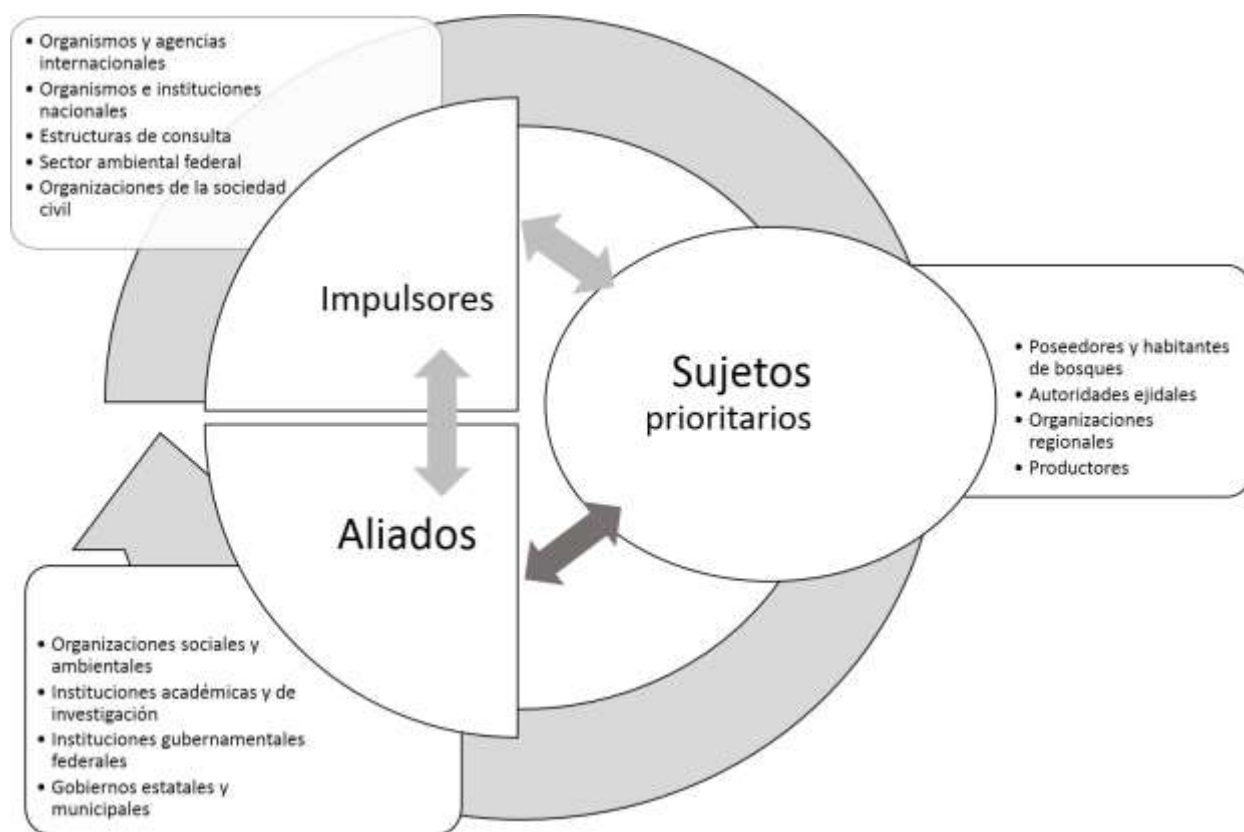 • Organismos y agencias
internacionales
• Organismos e instituciones
nacionales
• Estructuras de consulta
• Sector ambiental federal
• Organizaciones de la sociedad
civil
Impulsores
Sujetos
prioritarios
• Poseedores y habitantes
de bosques
• Autoridades ejidales
• Organizaciones
regionales
• Productores
Aliados
• Organizaciones sociales y
ambientales
• Instituciones académicas y de
investigación
• Instituciones gubernamentales
federales
• Gobiernos estatales y
municipales